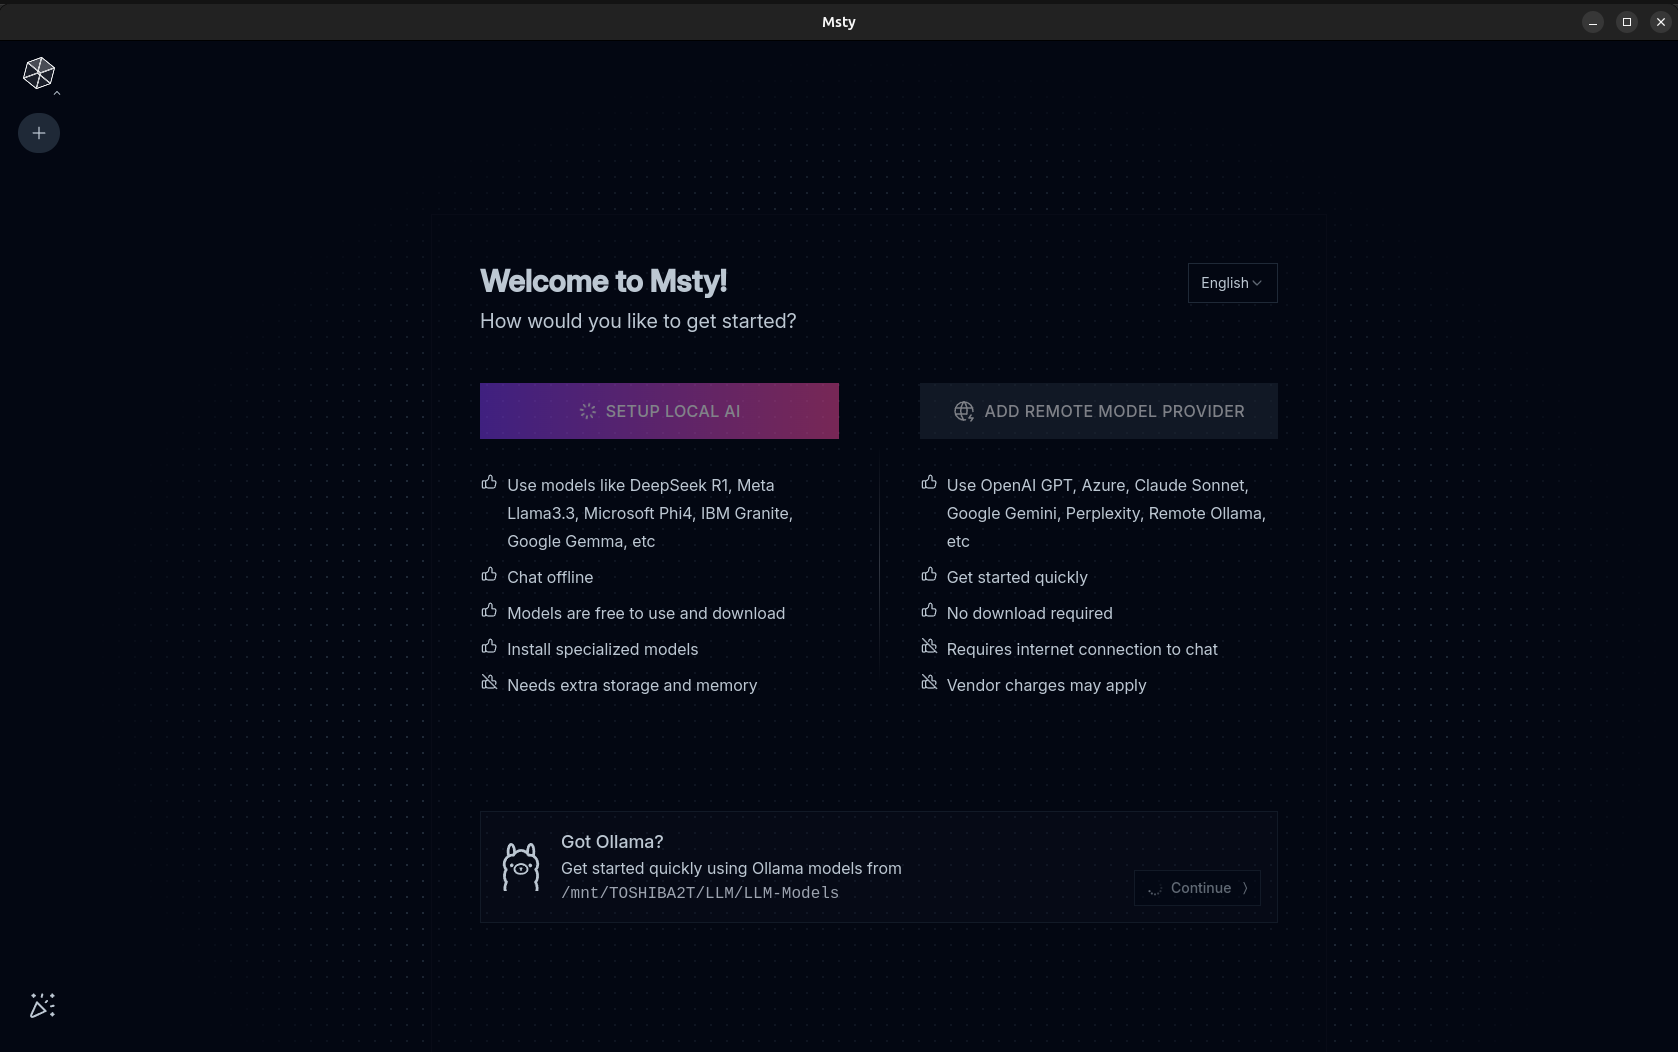 Msty
Welcome to Msty!
English
How would you like to get started?
SETUP LOCAL AI
Use models like DeepSeek R1, Meta
Llama3.3, Microsoft Phi4, IBM Granite,
Google Gemma, etc
Chat offline
Models are free to use and download
Install specialized models
Needs extra storage and memory
ADD REMOTE MODEL PROVIDER
Use OpenAI GPT, Azure, Claude Sonnet,
Google Gemini, Perplexity, Remote Ollama,
etc
Get started quickly
No download required
Requires internet connection to chat
Vendor charges may apply
Got Ollama?
Get started quickly using Ollama models from
/mnt/TOSHIBA2T/LLM/LLM-Models
Continue